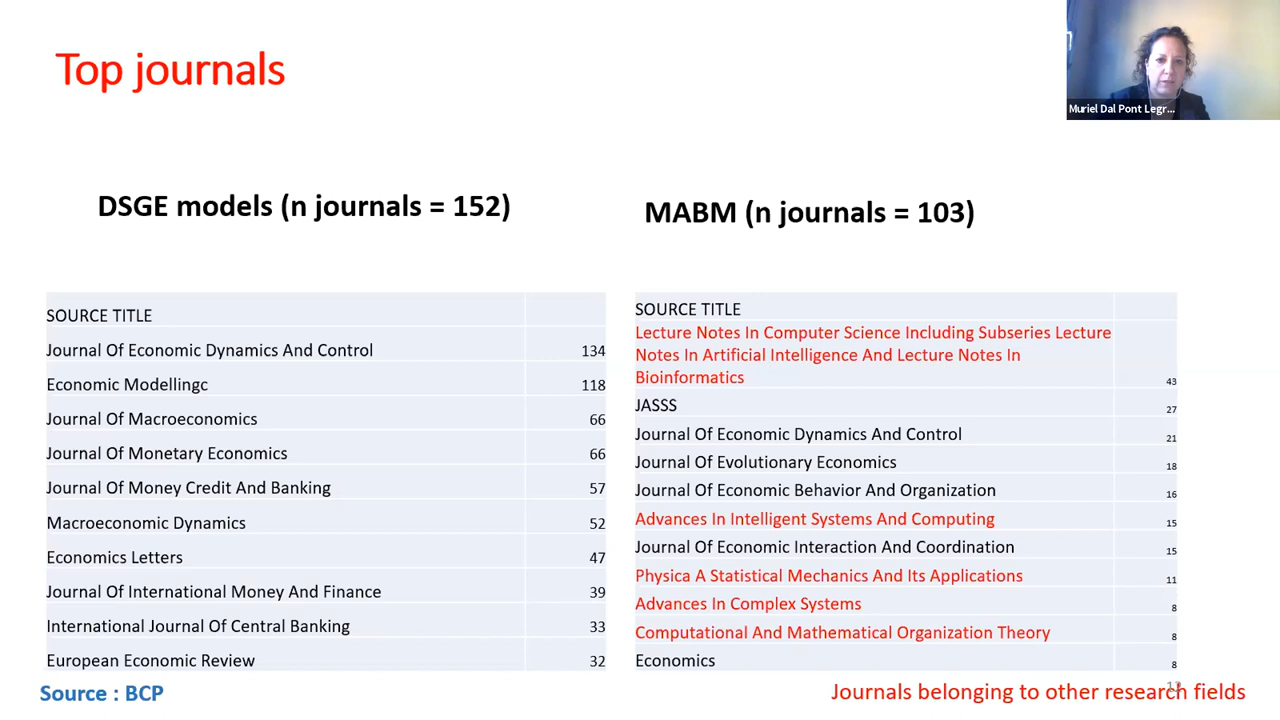 Top journals
Muriel Dal Pont Legr...
DSGE models (n journals = 152)
SOURCE TITLE
Journal Of Economic Dynamics And Control 134
Economic Modellingc 118
Journal Of Macroeconomics 66
Journal Of Monetary Economics 66
Journal Of Money Credit And Banking 57
Macroeconomic Dynamics 52
Economics Letters 47
Journal Of International Money And Finance 39
International Journal Of Central Banking 33
European Economic Review 32
Source : BCP
MABM (n journals = 103)
SOURCE TITLE
Lecture Notes In Computer Science Including Subseries Lecture
Notes In Artificial Intelligence And Lecture Notes In
Bioinformatics 43
JASSS 27
Journal Of Economic Dynamics And Control 21
Journal Of Evolutionary Economics 18
Journal Of Economic Behavior And Organization 16
Advances In Intelligent Systems And Computing 15
Journal Of Economic Interaction And Coordination 15
Physica A Statistical Mechanics And Its Applications 11
Advances In Complex Systems 8
Computational And Mathematical Organization Theory 8
Economics 8
Journals belonging to other research fields